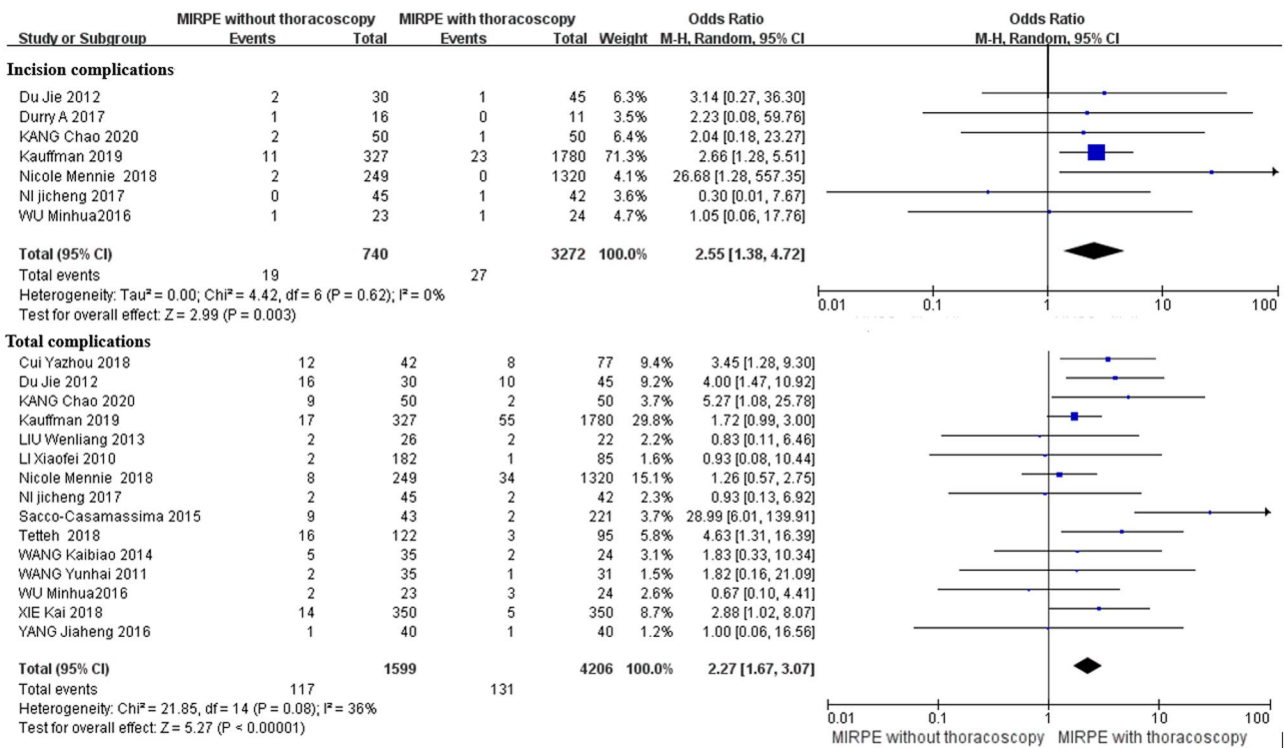 MIRPE without thoracoscopy MIRPE with thoracoscopy Odds Ratio Odds Ratio
Study or Subgroup Events Total Events Total Weight M-H, Random, 95% CI M-H, Random, 95% CI
Incision complications
Du Jie 2012 2 30 1 45 6.3% 3.14 [0.27, 36.30]
Durry A 2017 1 16 0 11 3.5% 2.23 [0.08, 59.76]
KANG Chao 2020 2 50 1 50 6.4% 2.04 [0.18, 23.27]
Kauffman 2019 11 327 23 1780 71.3% 2.66 [1.28, 5.51]
Nicole Mennie 2018 2 249 0 1320 4.1% 26.68 [1.28, 557.35]
NI jicheng 2017 0 45 1 42 3.6% 0.30 [0.01, 7.67]
WU Minhua2016 1 23 1 24 4.7% 1.05 [0.06, 17.76]
Total (95% CI) 740 3272 100.0% 2.55 [1.38, 4.72]
Total events 19 27
Heterogeneity: Tau² = 0.00; Chi² = 4.42, df = 6 (P = 0.62); I² = 0%
Test for overall effect: Z = 2.99 (P = 0.003)
0.01 0.1 1 10 100
Total complications
Cui Yazhou 2018 12 42 8 77 9.4% 3.45 [1.28, 9.30]
Du Jie 2012 16 30 10 45 9.2% 4.00 [1.47, 10.92]
KANG Chao 2020 9 50 2 50 3.7% 5.27 [1.08, 25.78]
Kauffman 2019 17 327 55 1780 29.8% 1.72 [0.99, 3.00]
LIU Wenliang 2013 2 26 2 22 2.2% 0.83 [0.11, 6.46]
LI Xiaofei 2010 2 182 1 85 1.6% 0.93 [0.08, 10.44]
Nicole Mennie 2018 8 249 34 1320 15.1% 1.26 [0.57, 2.75]
NI jicheng 2017 2 45 2 42 2.3% 0.93 [0.13, 6.92]
Sacco-Casamassima 2015 9 43 2 221 3.7% 28.99 [6.01, 139.91]
Tetteh 2018 16 122 3 95 5.8% 4.63 [1.31, 16.39]
WANG Kaibiao 2014 5 35 2 24 3.1% 1.83 [0.33, 10.34]
WANG Yunhai 2011 2 35 1 31 1.5% 1.82 [0.16, 21.09]
WU Minhua2016 2 23 3 24 2.6% 0.67 [0.10, 4.41]
XIE Kai 2018 14 350 5 350 8.7% 2.88 [1.02, 8.07]
YANG Jiaheng 2016 1 40 1 40 1.2% 1.00 [0.06, 16.56]
Total (95% CI) 1599 4206 100.0% 2.27 [1.67, 3.07]
Total events 117 131
Heterogeneity: Chi² = 21.85, df = 14 (P = 0.08); I² = 36%
Test for overall effect: Z = 5.27 (P < 0.00001)
0.01 0.1 1 10 100
MIRPE without thoracoscopy MIRPE with thoracoscopy